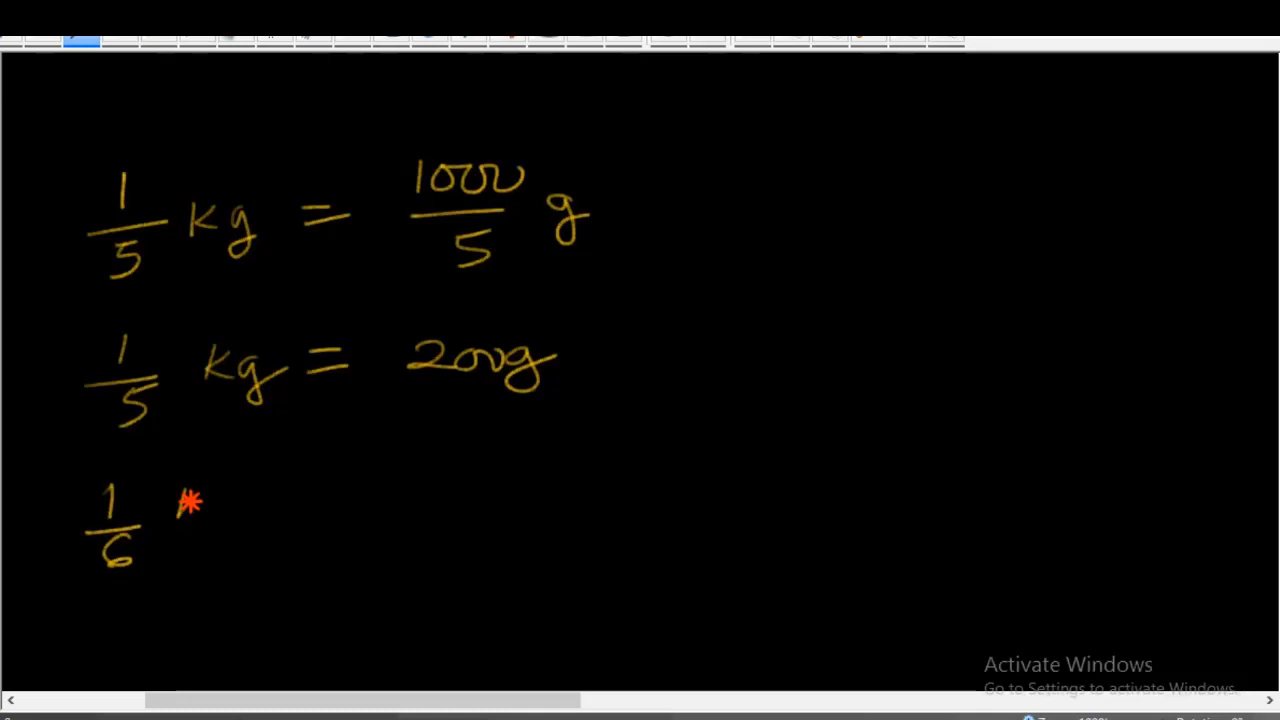 1/5 kg = 1000/5 g
1/5 kg = 200g
1/6
Activate Windows
Go to Settings to activate Windows.